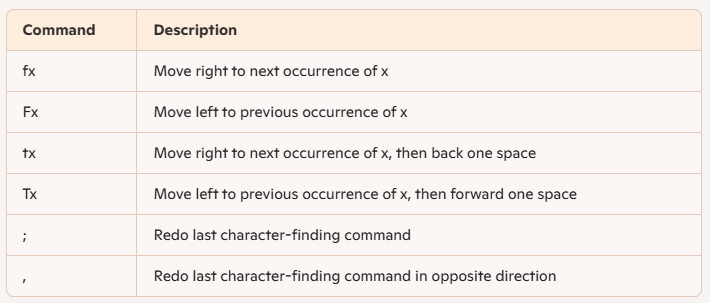 Command Description
fx Move right to next occurrence of x
Fx Move left to previous occurrence of x
tx Move right to next occurrence of x, then back one space
Tx Move left to previous occurrence of x, then forward one space
; Redo last character-finding command
, Redo last character-finding command in opposite direction